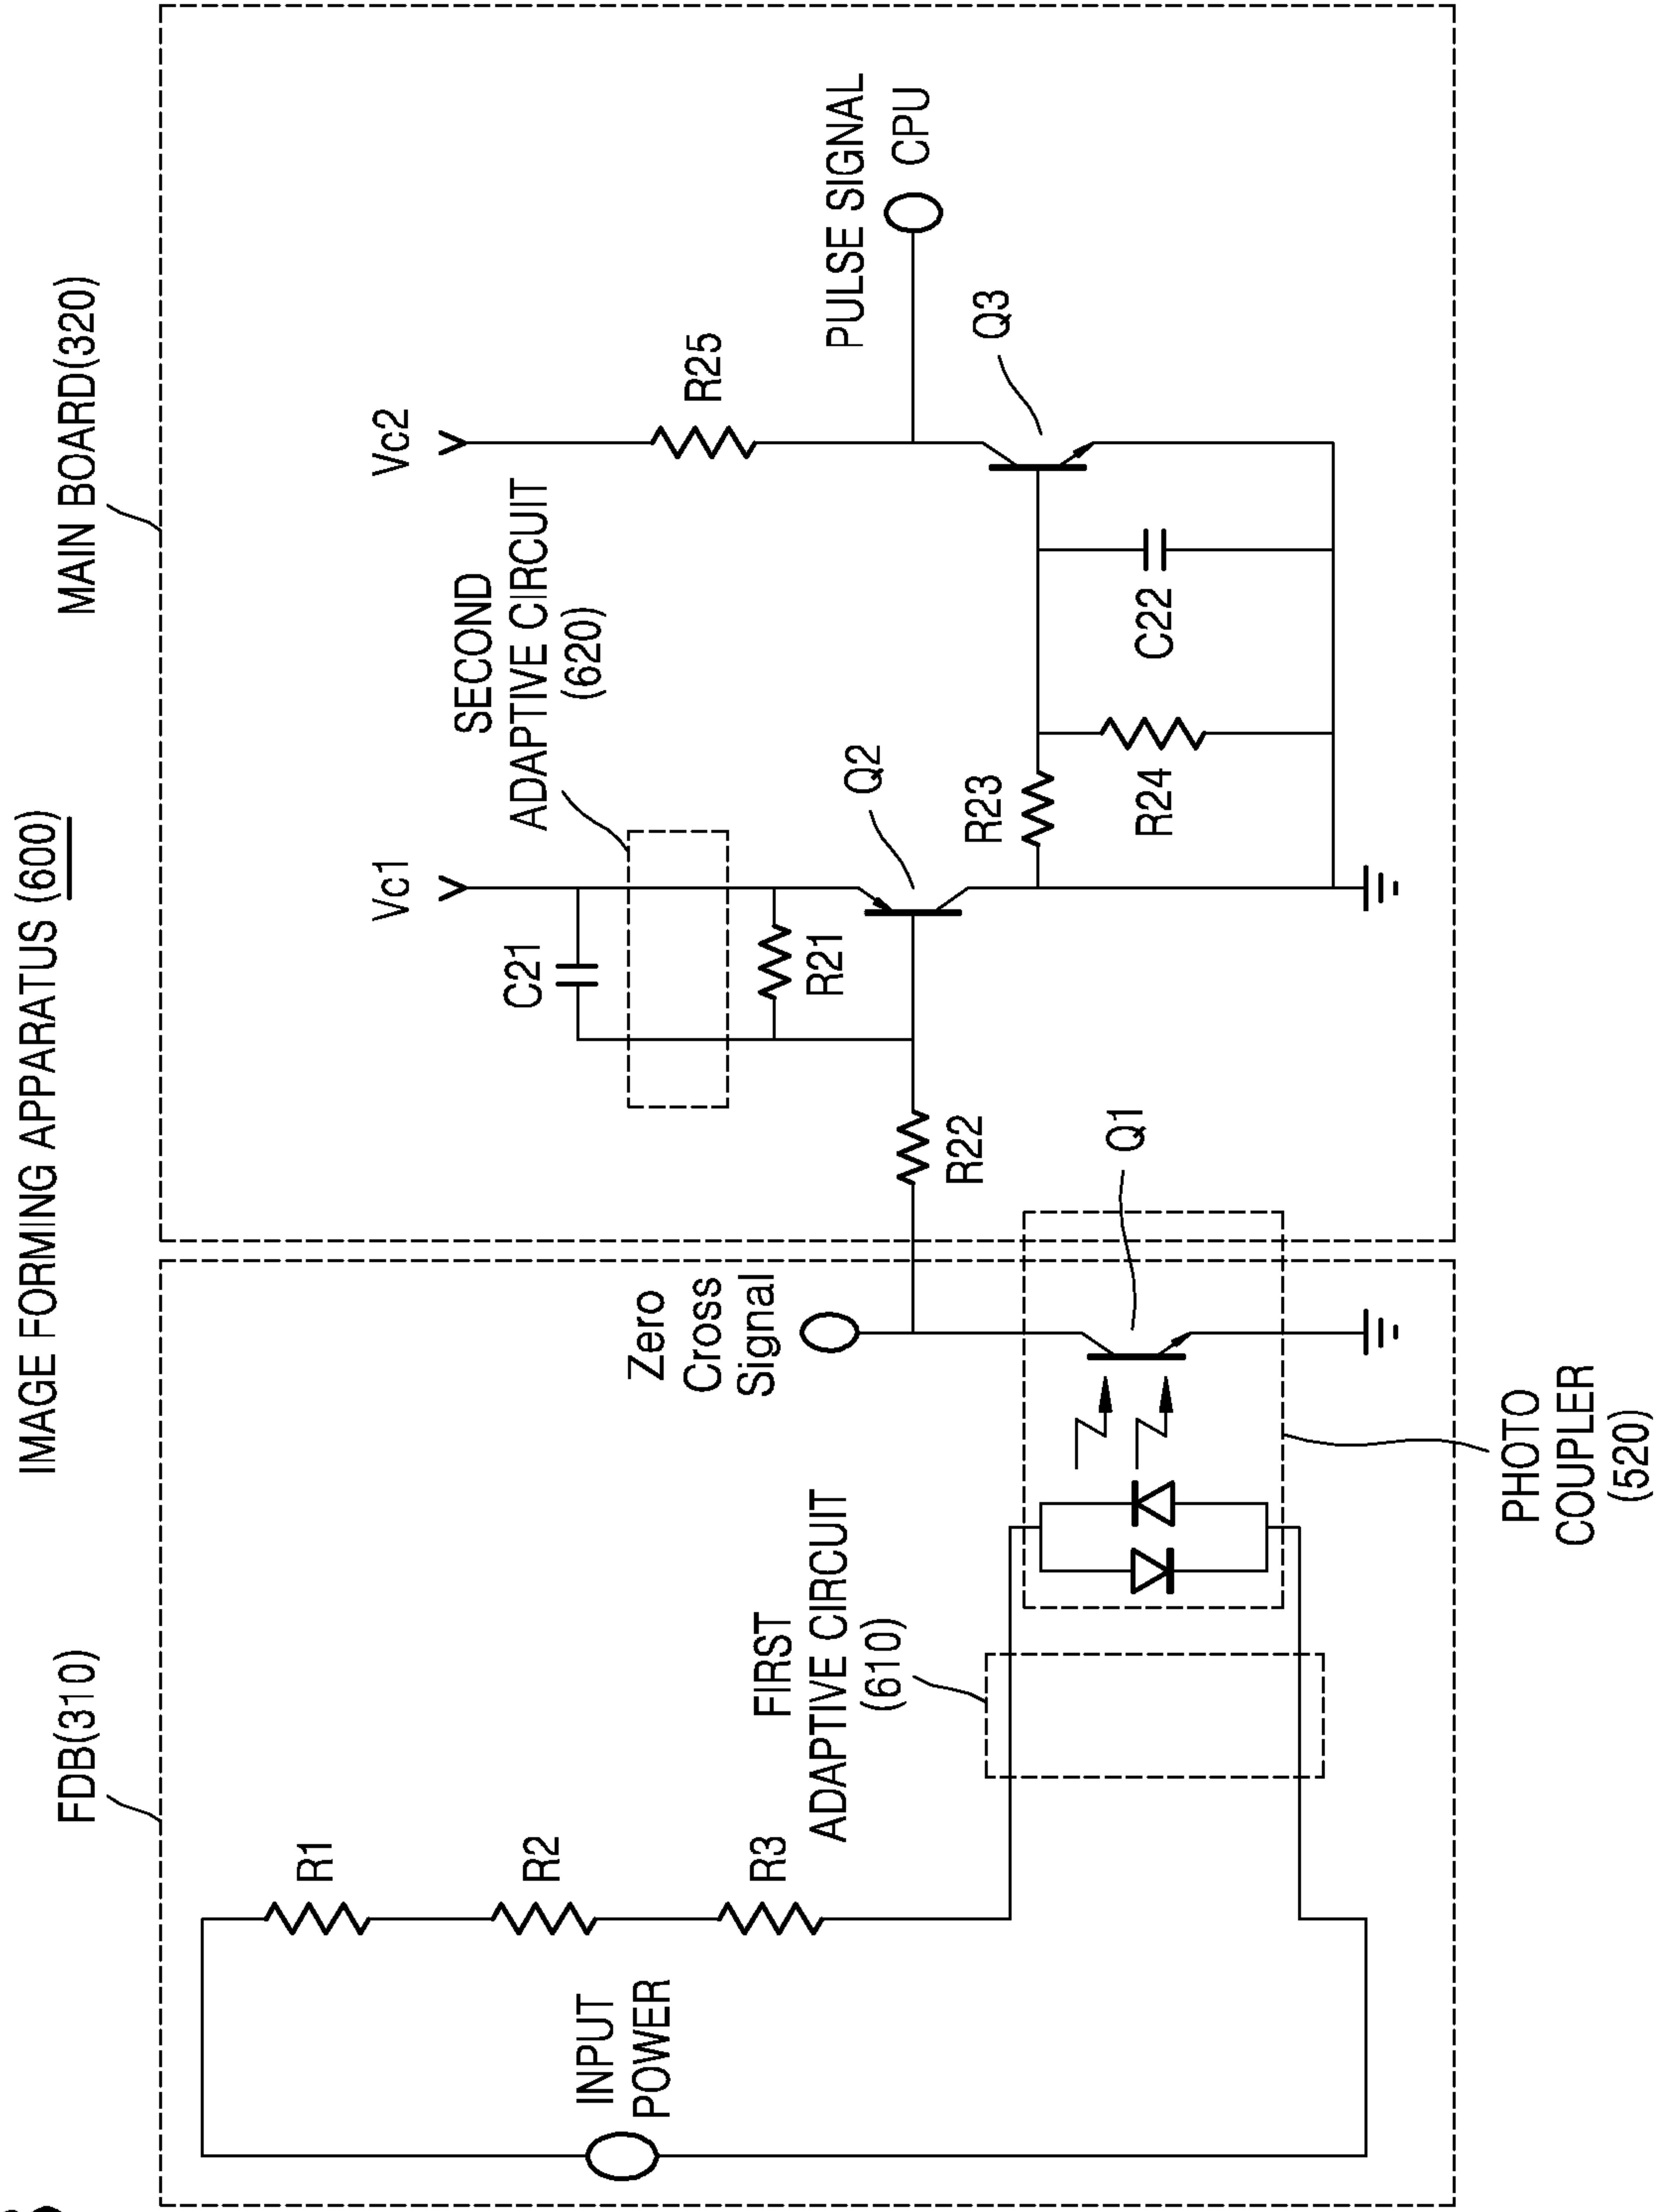 IMAGE FORMING APPARATUS (600)
FDB(310)
MAIN BOARD(320)
INPUT
POWER
R1
R2
R3
FIRST
ADAPTIVE CIRCUIT
(610)
Zero
Cross
Signal
Q1
PHOTO
COUPLER
(520)
R22
C21
R21
Vc1
SECOND
ADAPTIVE CIRCUIT
(620)
Q2
R23
R24
C22
Vc2
R25
Q3
PULSE SIGNAL
CPU